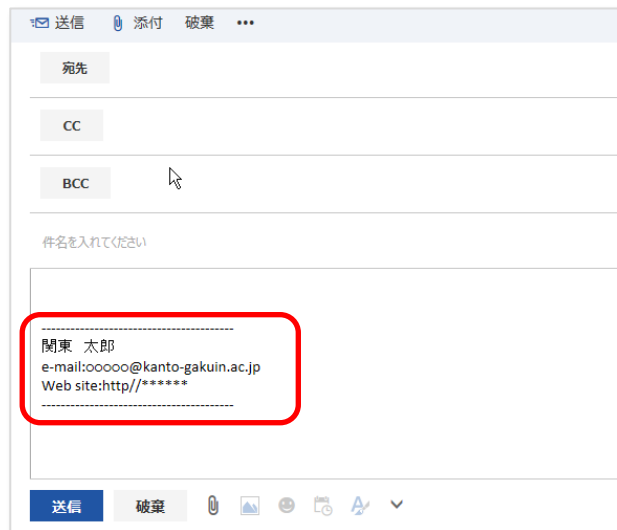 送信 添付 破棄 •••
宛先
CC
BCC
件名を入れてください
---------------------------------------
関東　太郎
e-mail:ooooo@kanto-gakuin.ac.jp
Web site:http//******
---------------------------------------
送信 破棄